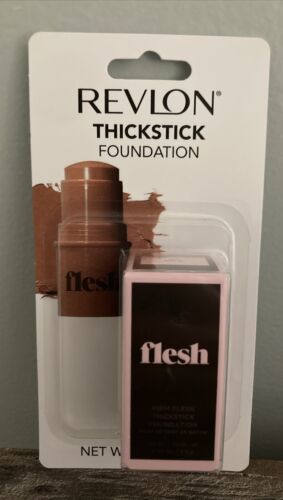 REVLON®
THICKSTICK
FOUNDATION
flesh
flesh
FIRM FLESH
THICKSTICK
FOUNDATION
NET W